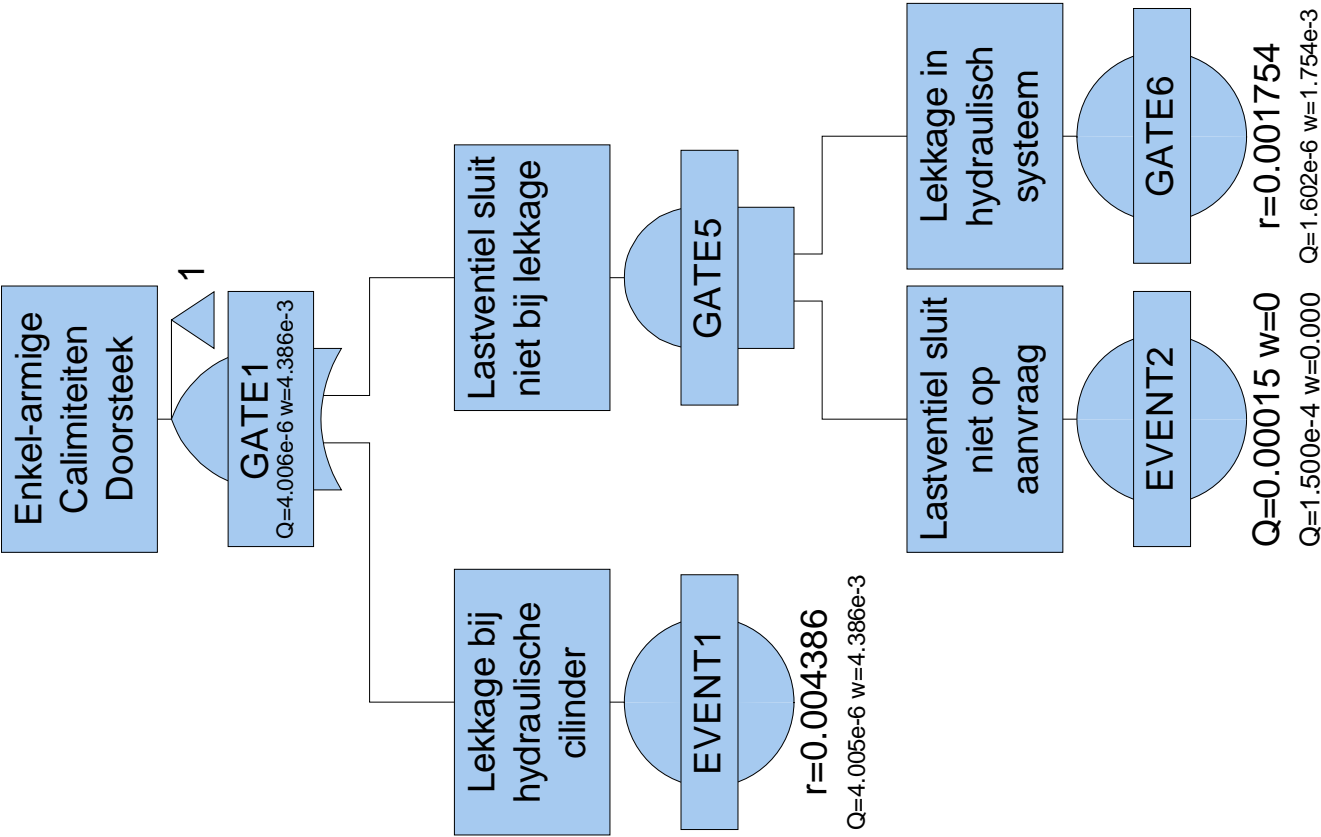 Enkel-armige
Calimiteiten
Doorsteek
1
GATE1
Q=4.006e-6 w=4.386e-3
Lekkage bij
hydraulische
cilinder
EVENT1
r=0.004386
Q=4.005e-6 w=4.386e-3
Lastventiel sluit
niet bij lekkage
GATE5
Lastventiel sluit
niet op
aanvraag
EVENT2
Q=0.00015 w=0
Q=1.500e-4 w=0.000
Lekkage in
hydraulisch
systeem
GATE6
r=0.001754
Q=1.602e-6 w=1.754e-3